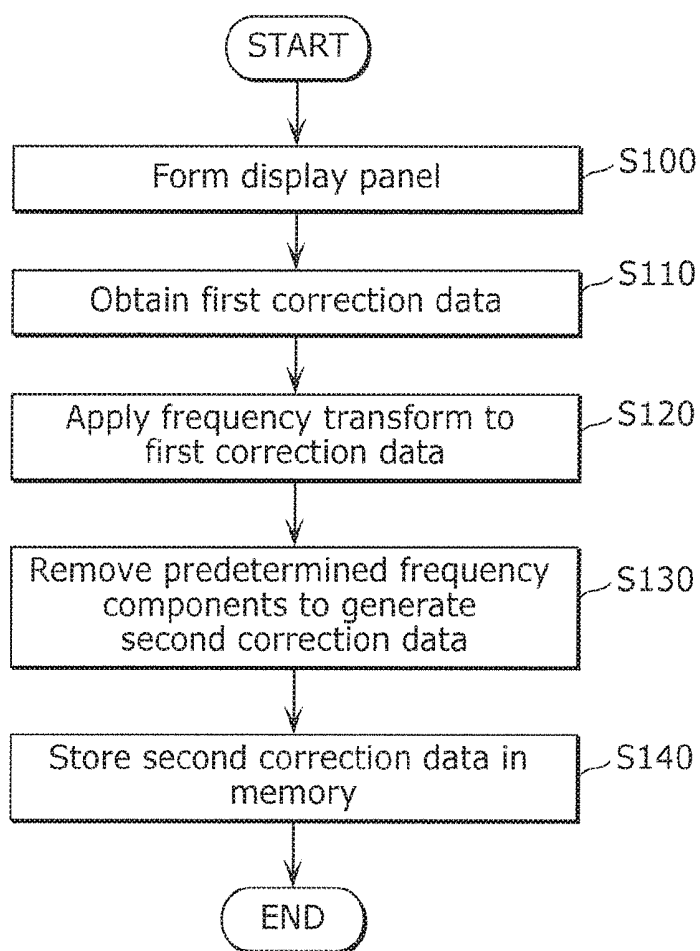 START
Form display panel
S100
Obtain first correction data
S110
Apply frequency transform to
first correction data
S120
Remove predetermined frequency
components to generate
second correction data
S130
Store second correction data in
memory
S140
END